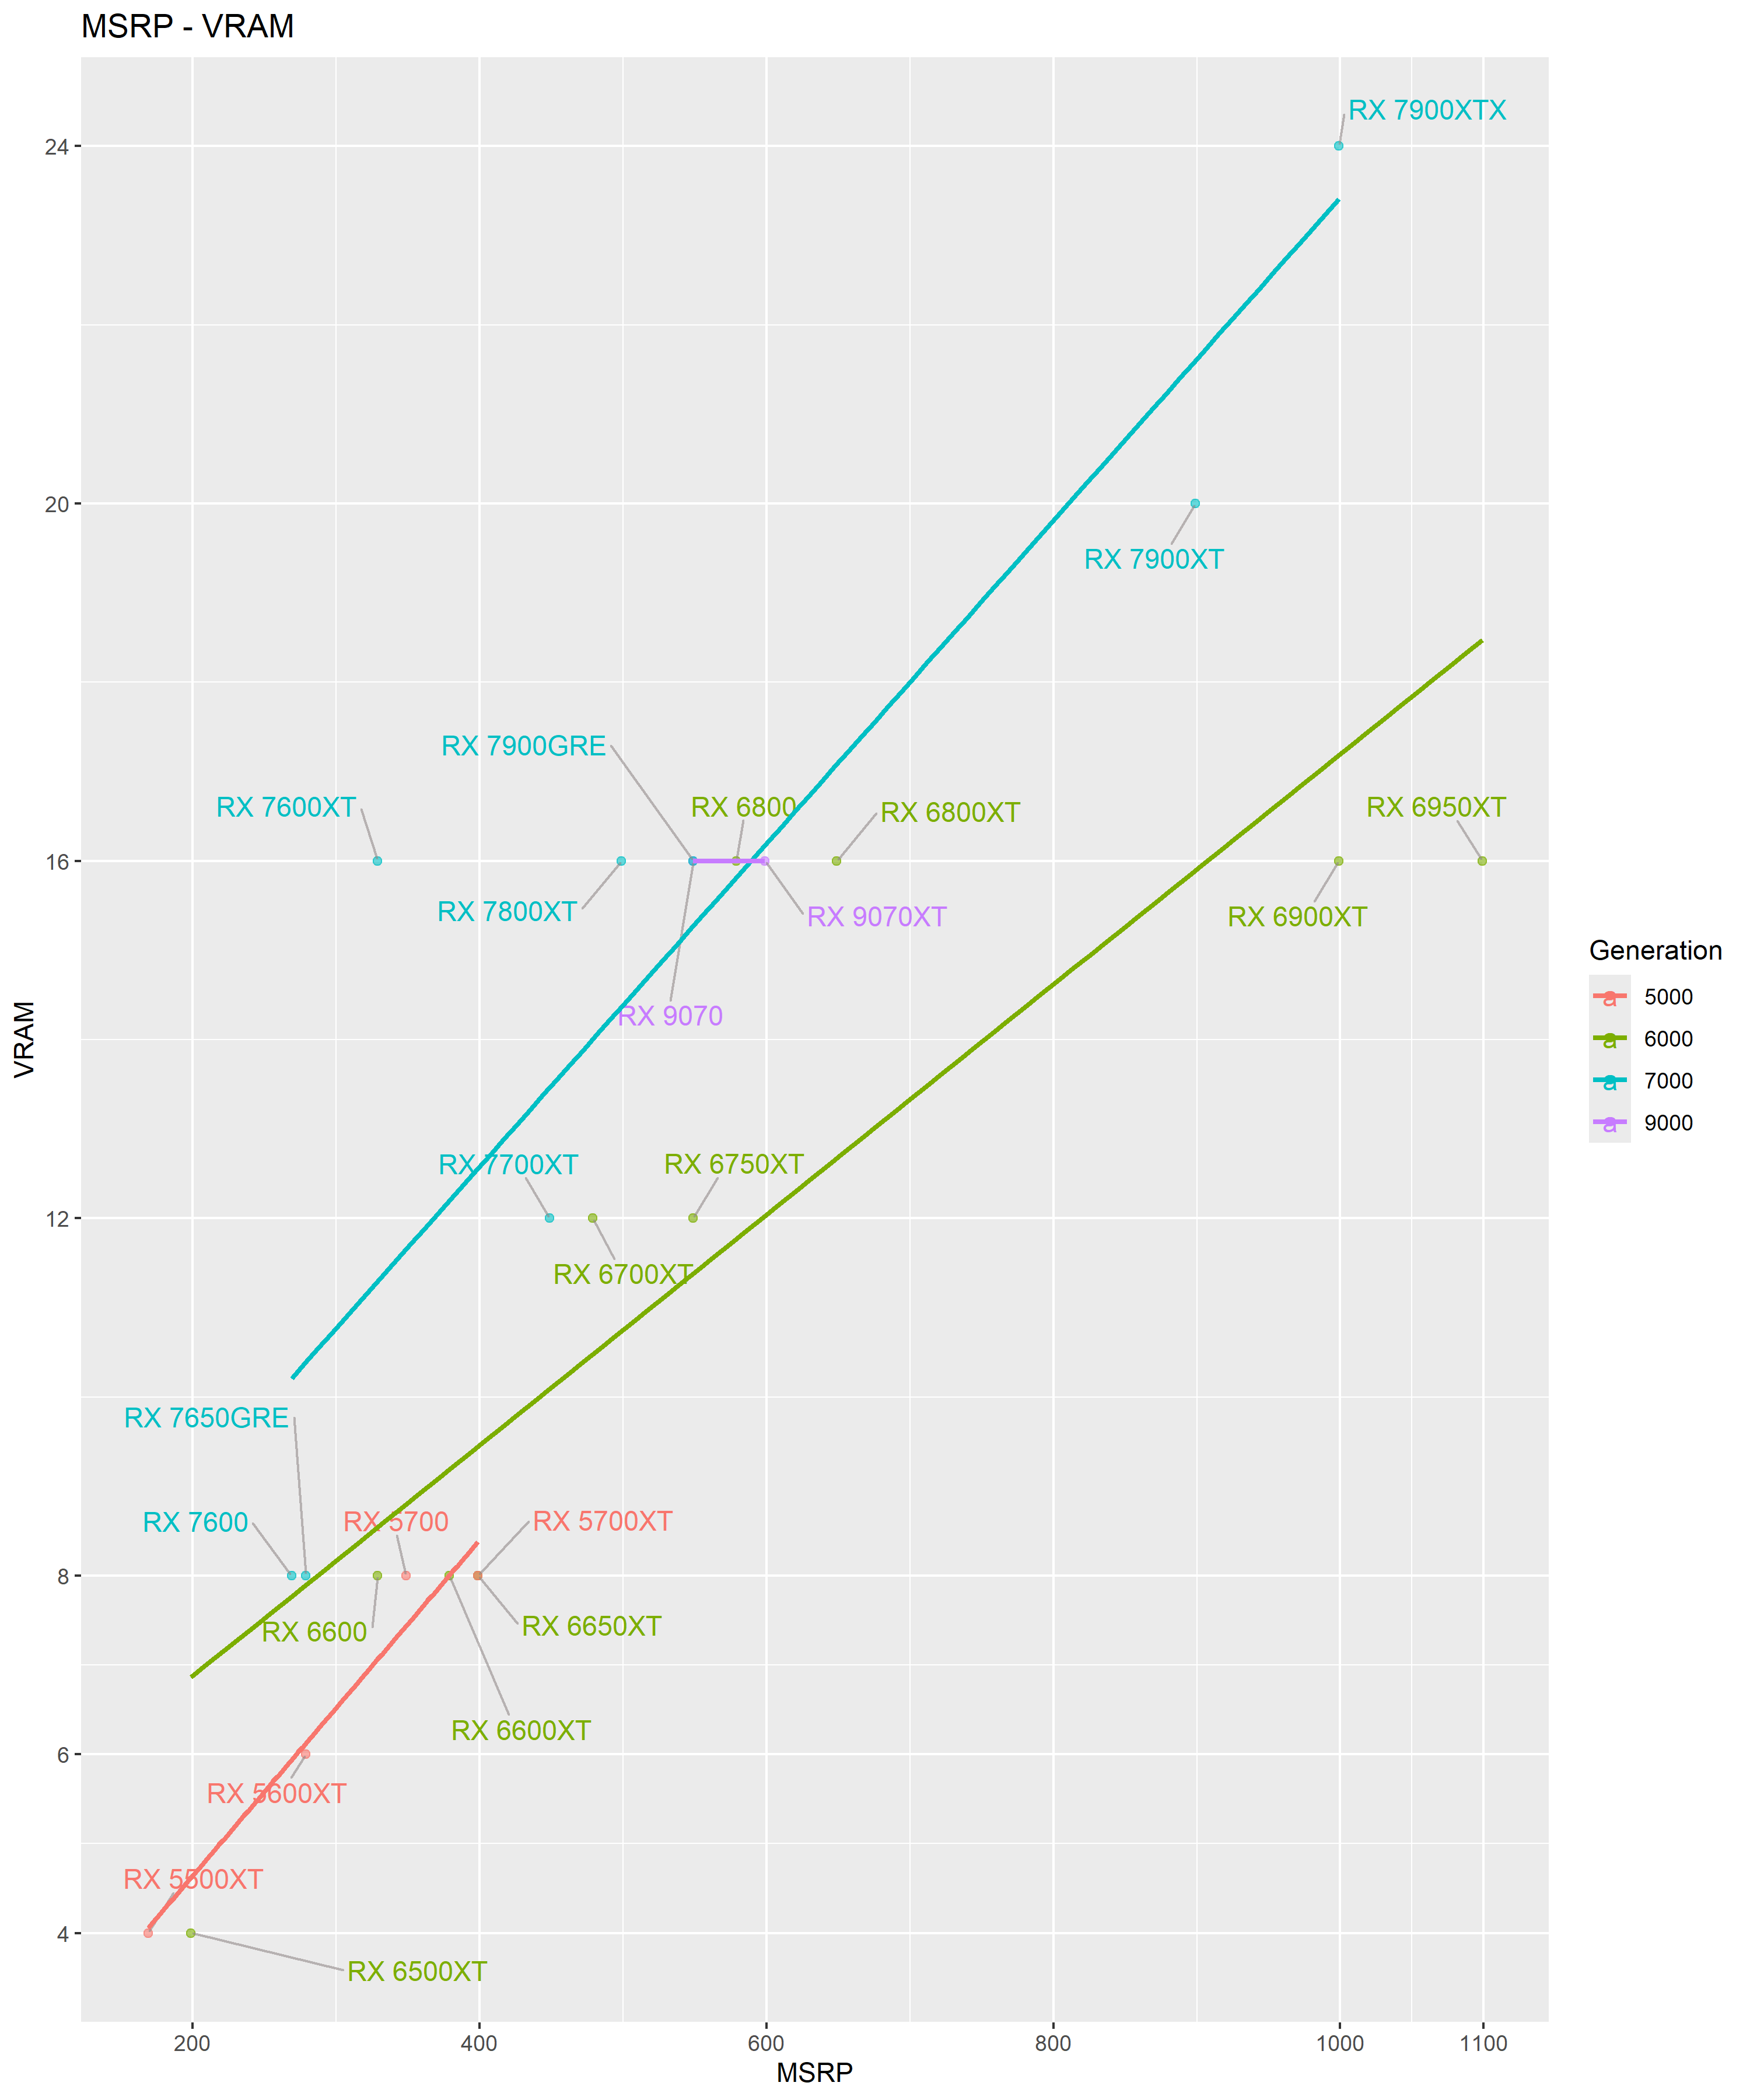 MSRP - VRAM
24
20
16
12
8
6
4
VRAM
RX 7900XTX
RX 7900XT
RX 7900GRE
RX 7600XT
RX 6800
RX 6800XT
RX 6950XT
RX 7800XT
RX 9070XT
RX 6900XT
RX 9070
RX 7700XT
RX 6750XT
RX 6700XT
RX 7650GRE
RX 7600
RX 5700
RX 5700XT
RX 6600
RX 6650XT
RX 6600XT
RX 5600XT
RX 5500XT
RX 6500XT
200
400
600
800
1000
1100
MSRP
Generation
a 5000
a 6000
a 7000
a 9000